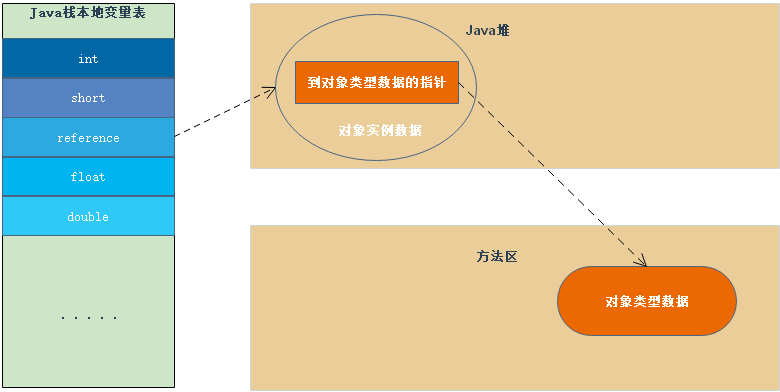 Java栈本地变量表
int
short
reference
float
double
.....
Java堆
到对象类型数据的指针
对象实例数据
方法区
对象类型数据